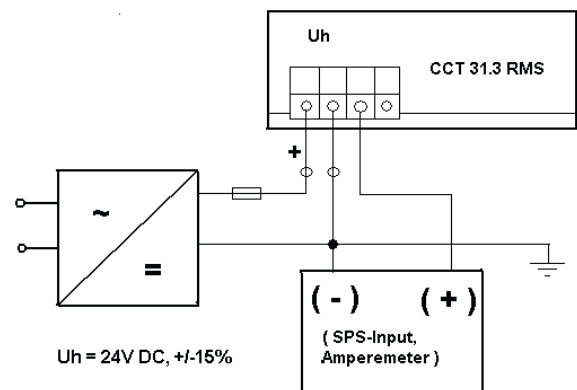 Uh
CCT 31.3 RMS
+
~
=
( - ) ( + )
( SPS-Input,
Amperemeter )
Uh = 24V DC, +/-15%